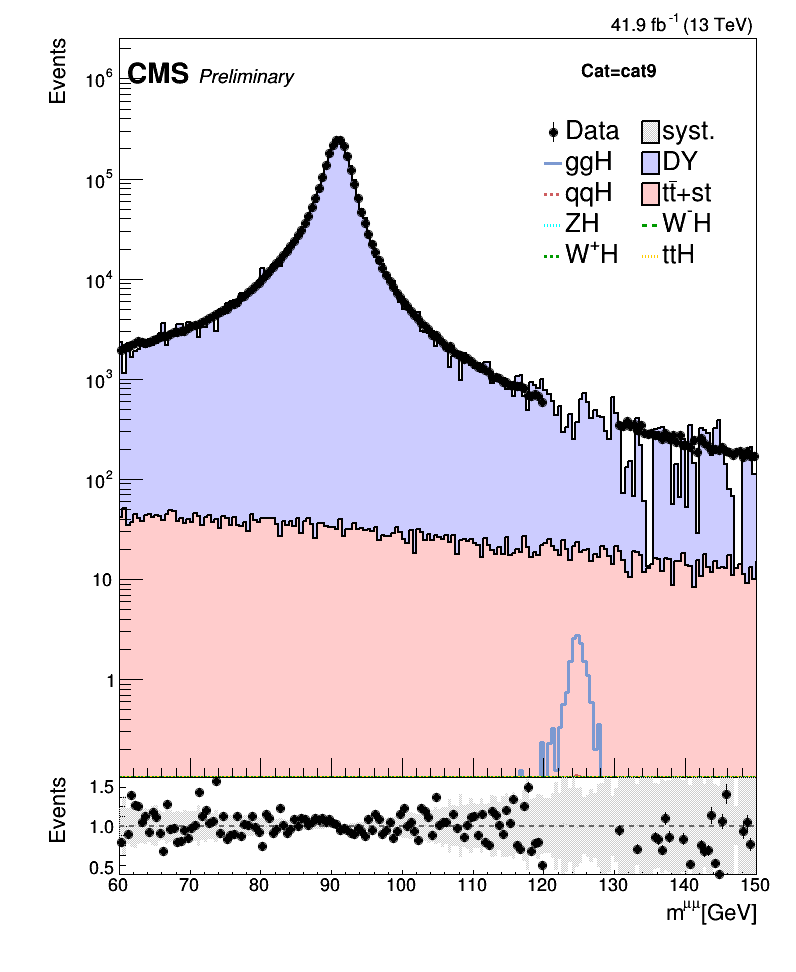 41.9 fb⁻¹ (13 TeV)
Events
CMS Preliminary
Cat=cat9
Data syst.
ggH DY
qqH tt̄+st
ZH W⁻H
W⁺H ttH
10⁶
10⁵
10⁴
10³
10²
10
1
Events
1.5
1.0
0.5
60 70 80 90 100 110 120 130 140 150
m^μμ[GeV]